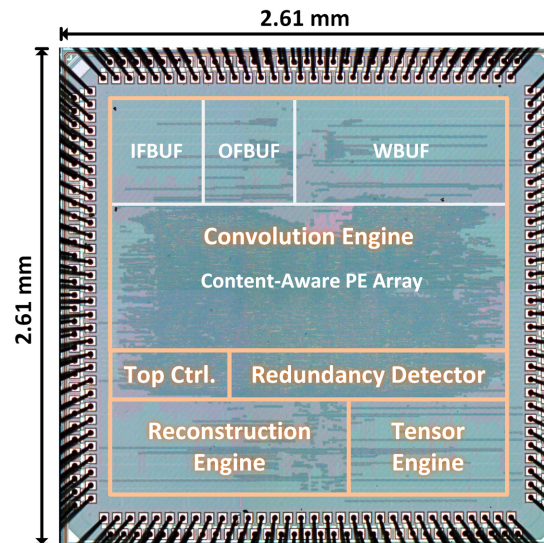 2.61 mm
2.61 mm
IFBUF OFBUF WBUF
Convolution Engine
Content-Aware PE Array
Top Ctrl. Redundancy Detector
Reconstruction
Engine
Tensor
Engine